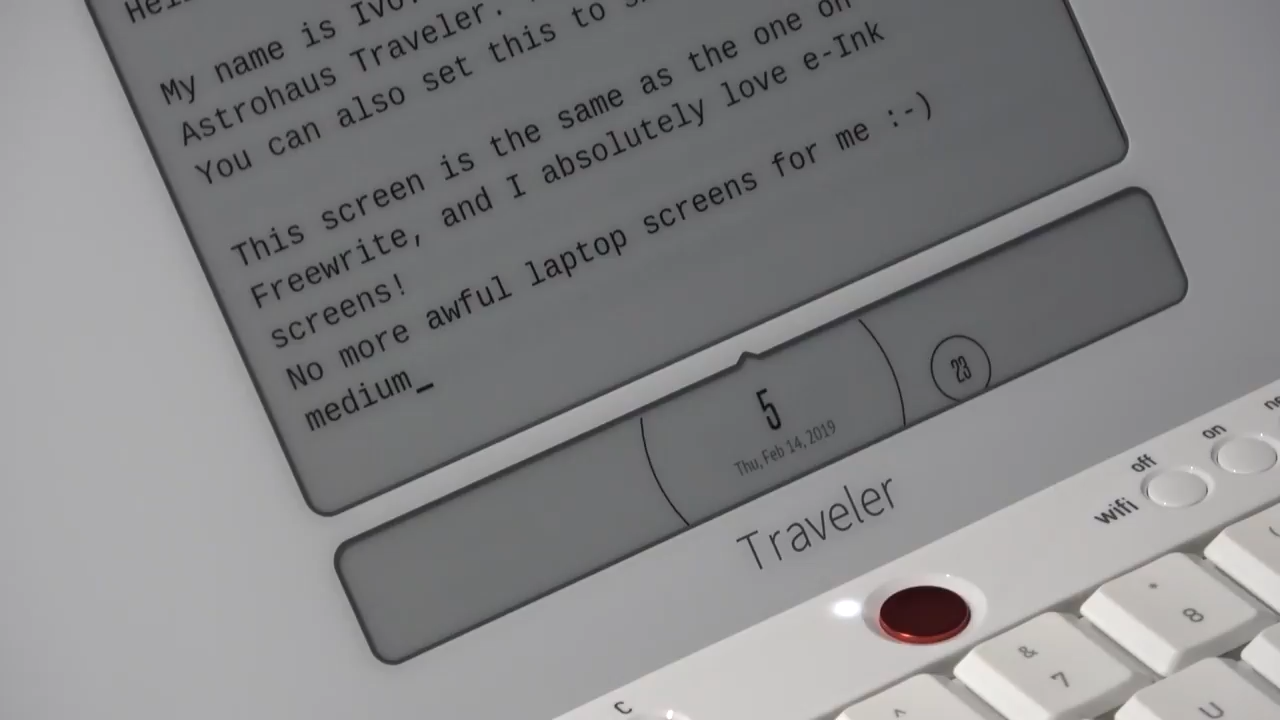 My name is Ivo.
Astrohaus Traveler.
You can also set this to
This screen is the same as the one on
Freewrite, and I absolutely love e-Ink
screens!
No more awful laptop screens for me :-)
medium_
5
23
Thu, Feb 14, 2019
Traveler
wifi off on
* 8
& 7
^
U
C